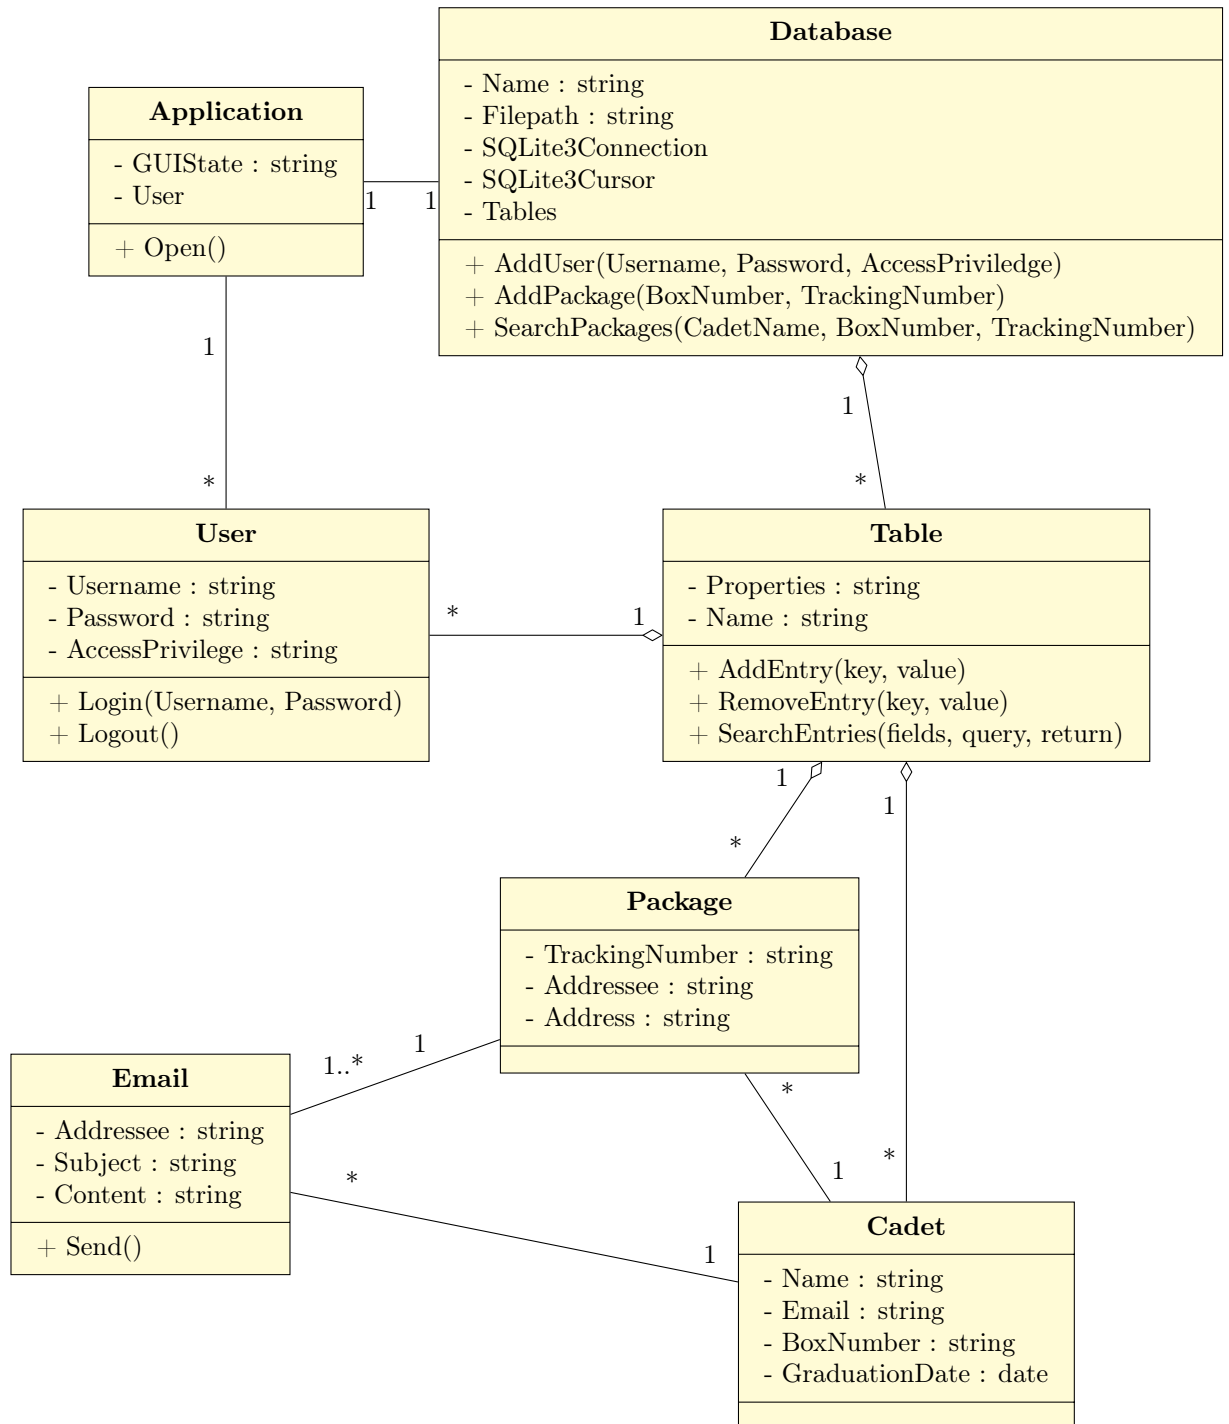 Database
- Name : string
- Filepath : string
- SQLite3Connection
- SQLite3Cursor
- Tables
+ AddUser(Username, Password, AccessPriviledge)
+ AddPackage(BoxNumber, TrackingNumber)
+ SearchPackages(CadetName, BoxNumber, TrackingNumber)
Application
- GUIState : string
- User
+ Open()
1
1
1
*
1
*
User
- Username : string
- Password : string
- AccessPrivilege : string
+ Login(Username, Password)
+ Logout()
*
1
Table
- Properties : string
- Name : string
+ AddEntry(key, value)
+ RemoveEntry(key, value)
+ SearchEntries(fields, query, return)
1
*
1
*
Package
- TrackingNumber : string
- Addressee : string
- Address : string
1..*
1
*
1
Email
- Addressee : string
- Subject : string
- Content : string
+ Send()
*
1
Cadet
- Name : string
- Email : string
- BoxNumber : string
- GraduationDate : date